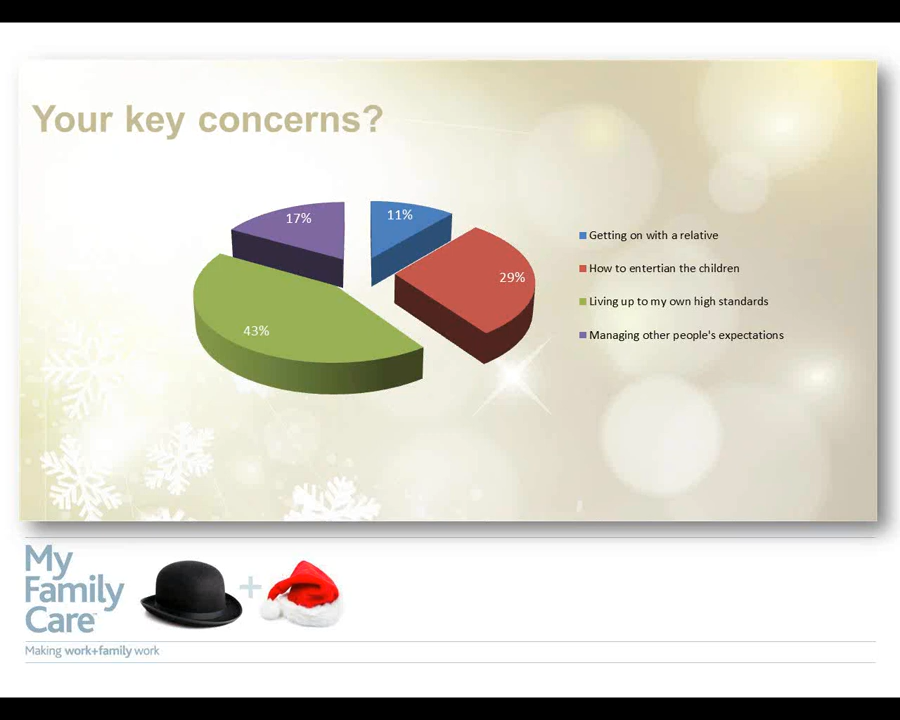 Your key concerns?
17%
11%
29%
43%
Getting on with a relative
How to entertian the children
Living up to my own high standards
Managing other people's expectations
My
Family
Care™
+
Making work+family work